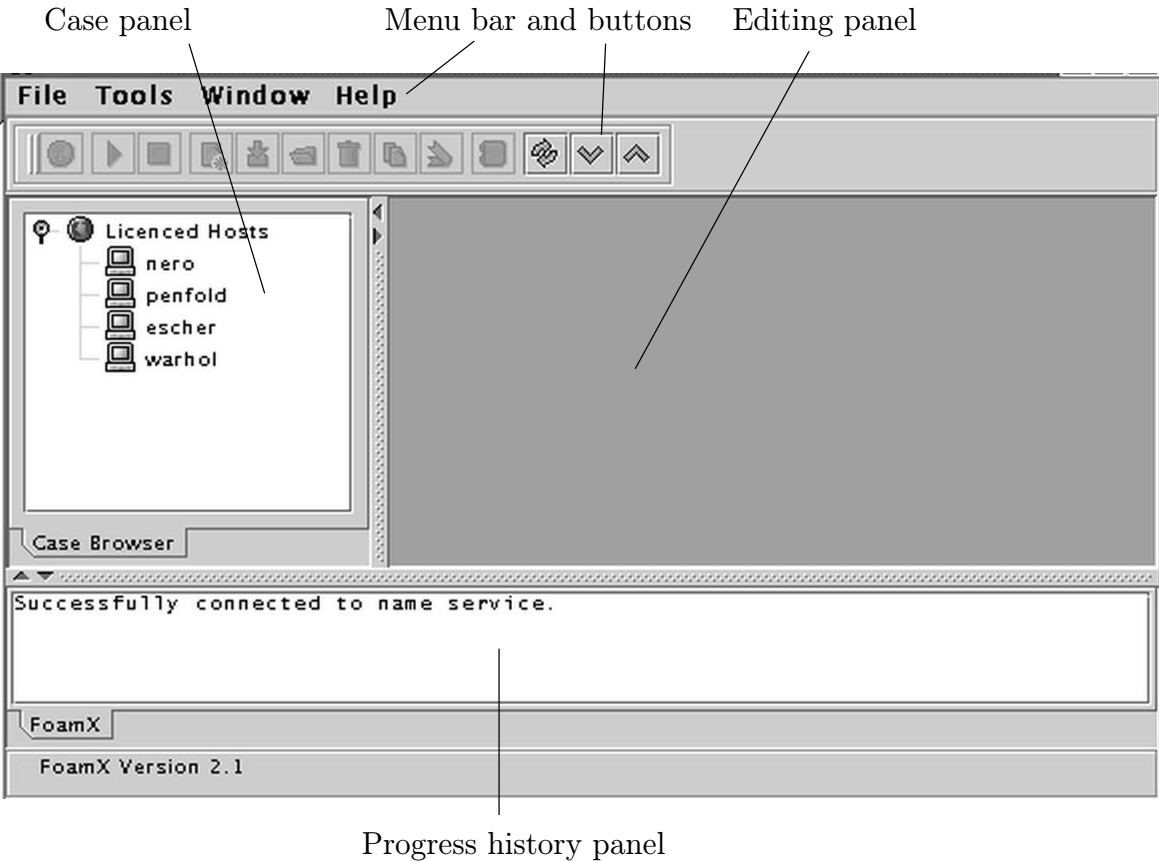 Case panel
Menu bar and buttons
Editing panel
File Tools Window Help
Licenced Hosts
nero
penfold
escher
warhol
Case Browser
Successfully connected to name service.
FoamX
FoamX Version 2.1
Progress history panel